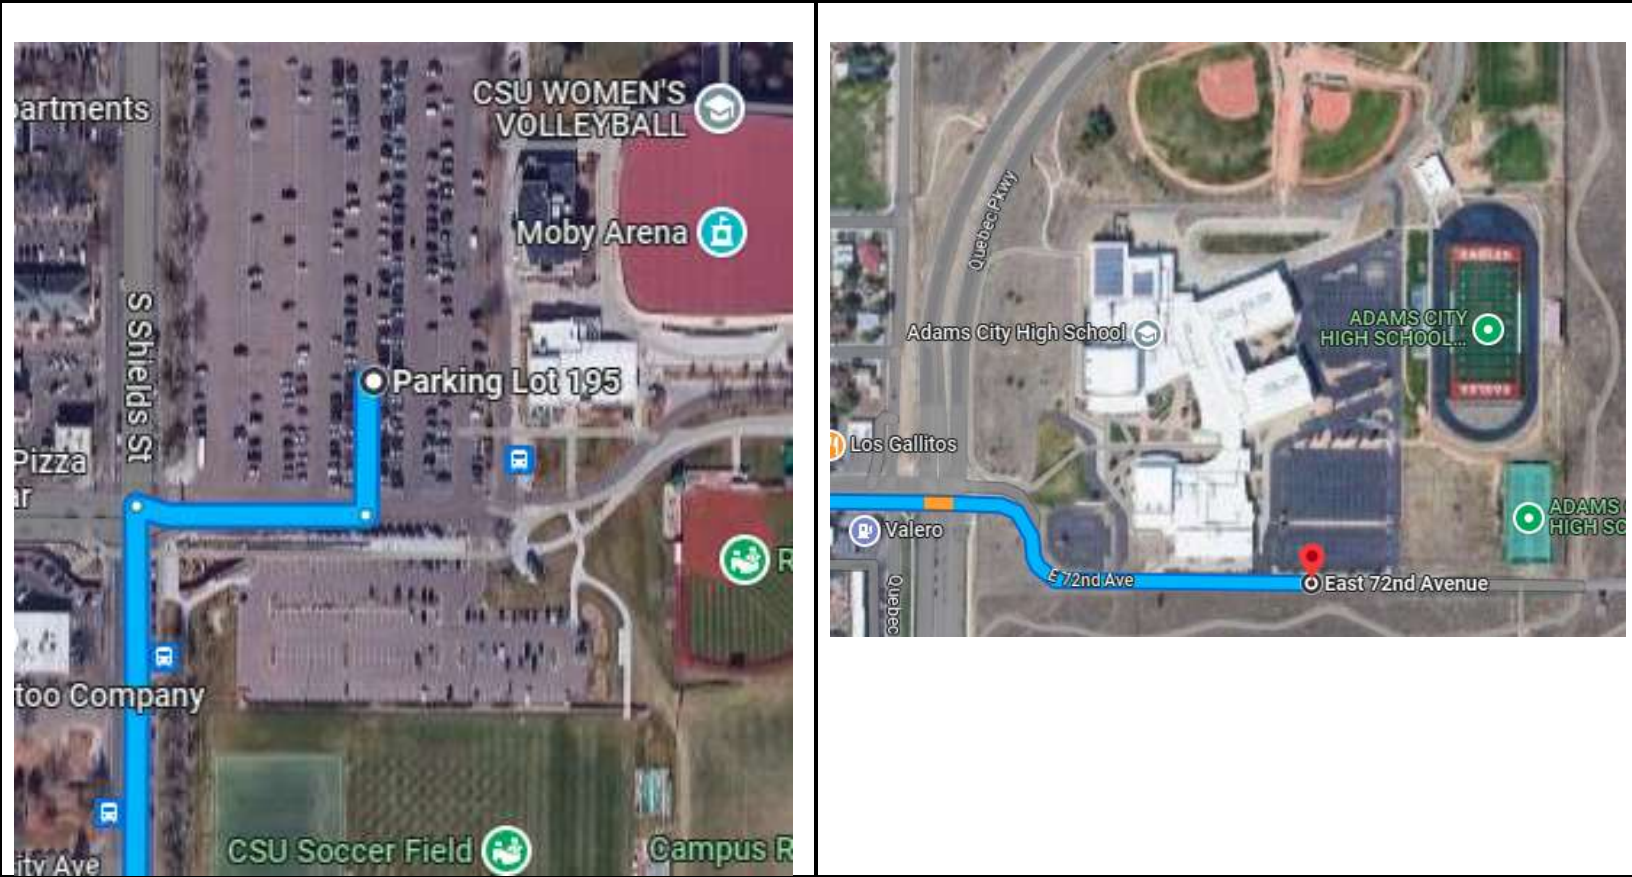 partments
CSU WOMEN'S
VOLLEYBALL
Moby Arena
S Shields St
Parking Lot 195
Pizza
ar
R
too Company
CSU Soccer Field
Campus R
ity Ave
Quebec Pkwy
Adams City High School
ADAMS CITY
HIGH SCHOOL...
EAGLES
Los Gallitos
Valero
ADAMS
HIGH SC
E 72nd Ave
East 72nd Avenue
Quebec